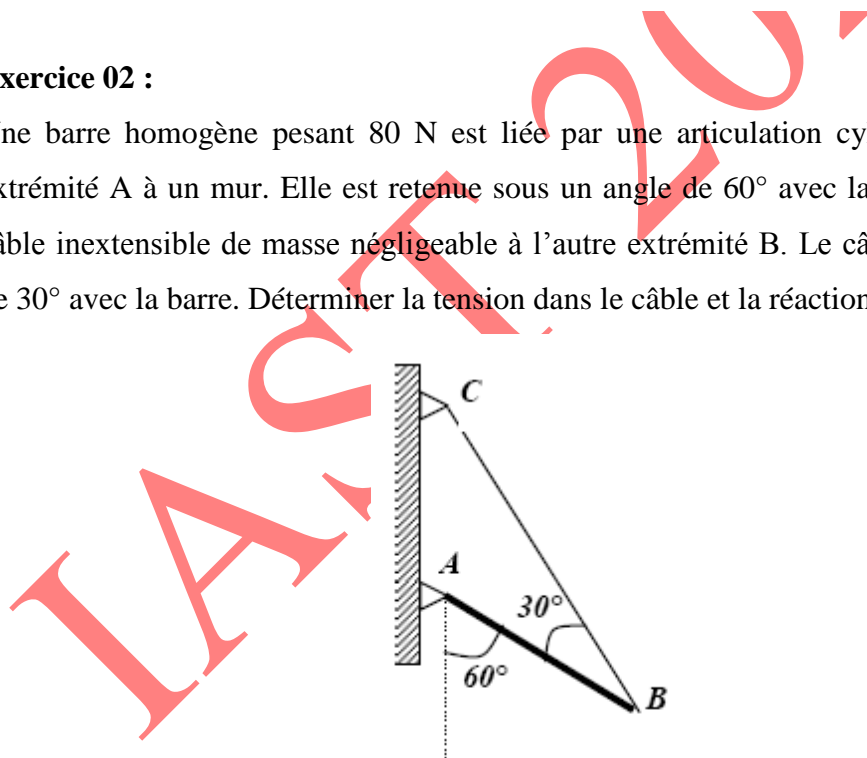 xercice 02 :
ne barre homogène pesant 80 N est liée par une articulation cy
xtrémité A à un mur. Elle est retenue sous un angle de 60° avec la
âble inextensible de masse négligeable à l’autre extrémité B. Le câ
e 30° avec la barre. Déterminer la tension dans le câble et la réaction
C
A
30°
60°
B
IAST 20